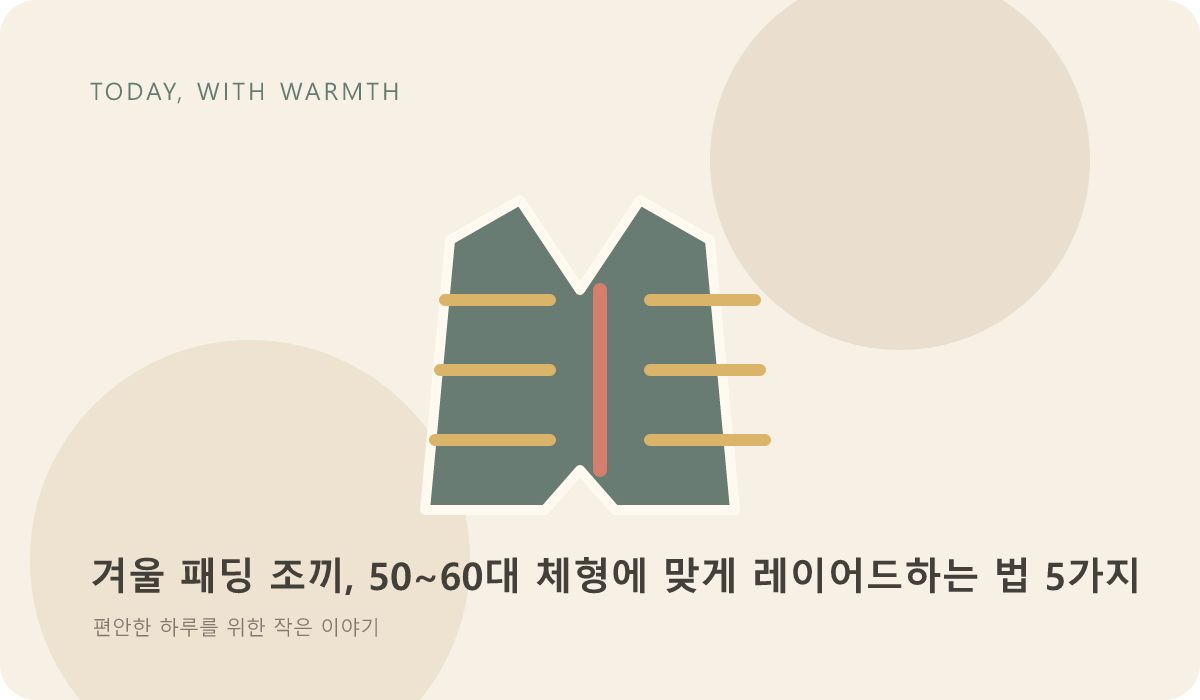 TODAY, WITH WARMTH
겨울 패딩 조끼, 50~60대 체형에 맞게 레이어드하는 법 5가지
편안한 하루를 위한 작은 이야기